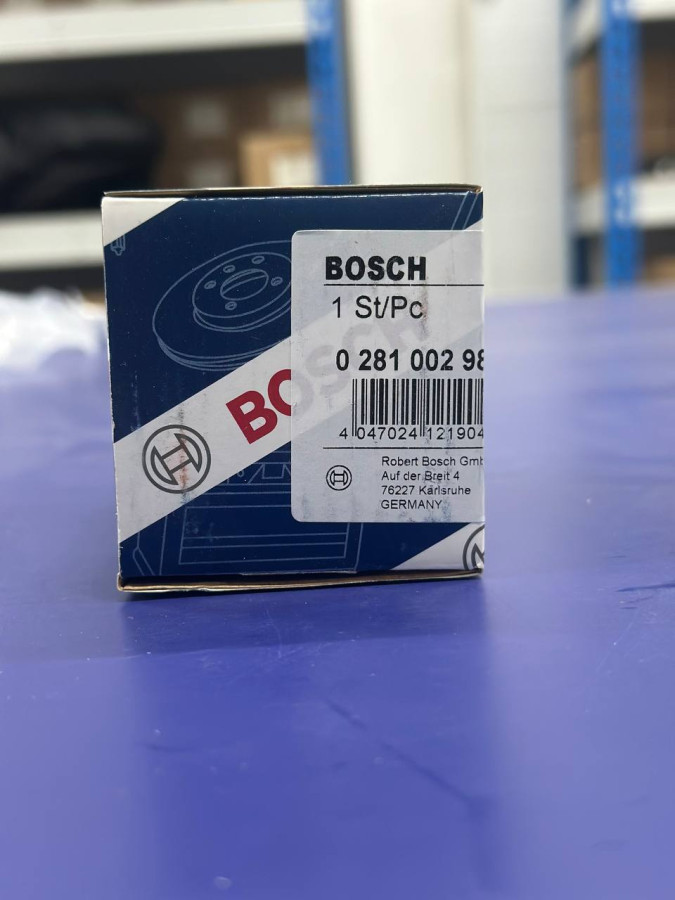 BOSCH
1 St/Pc
0 281 002 98
4 047024 121904
Robert Bosch Gmb
Auf der Breit 4
76227 Karlsruhe
GERMANY
BO